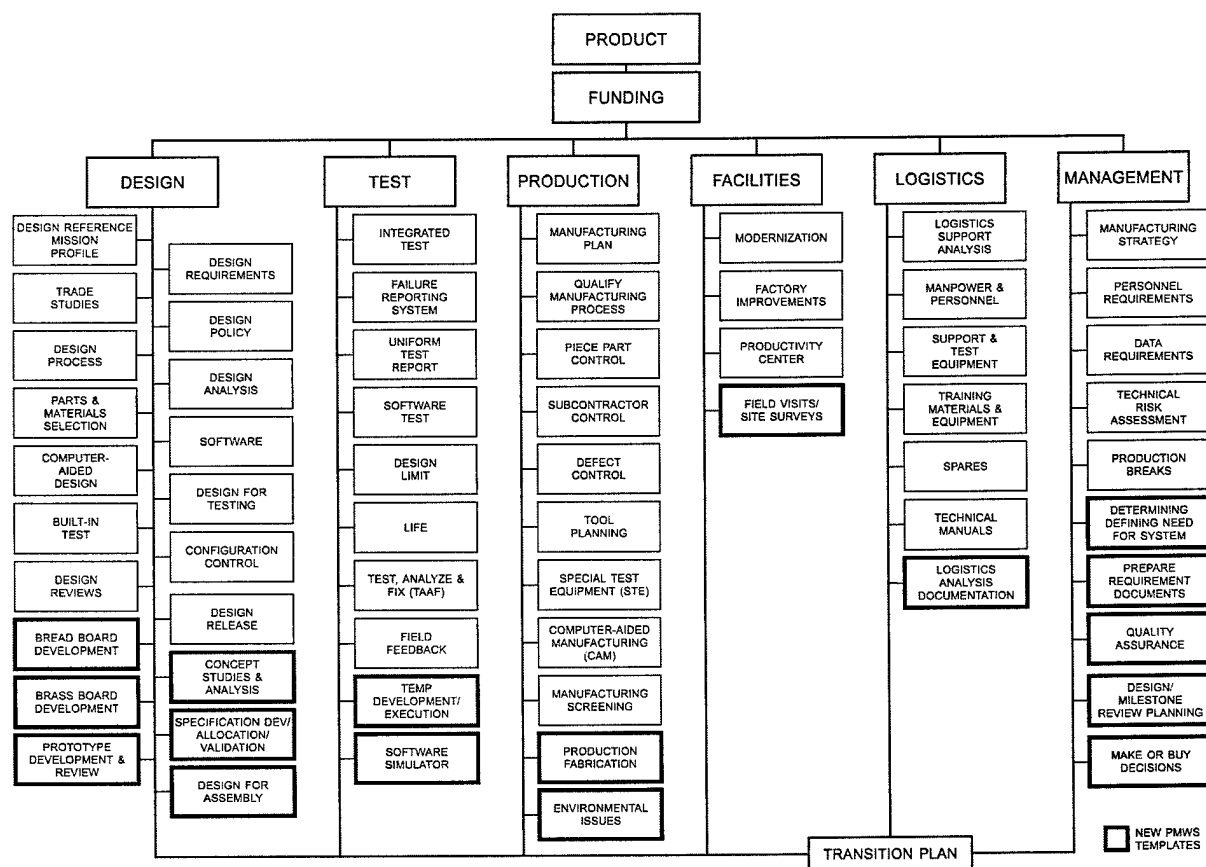 PRODUCT
FUNDING
DESIGN
TEST
PRODUCTION
FACILITIES
LOGISTICS
MANAGEMENT
DESIGN REFERENCE
MISSION
PROFILE
TRADE
STUDIES
DESIGN
PROCESS
PARTS &
MATERIALS
SELECTION
COMPUTER-
AIDED
DESIGN
BUILT-IN
TEST
DESIGN
REVIEWS
BREAD BOARD
DEVELOPMENT
BRASS BOARD
DEVELOPMENT
PROTOTYPE
DEVELOPMENT &
REVIEW
DESIGN
REQUIREMENTS
DESIGN
POLICY
DESIGN
ANALYSIS
SOFTWARE
DESIGN FOR
TESTING
CONFIGURATION
CONTROL
DESIGN
RELEASE
CONCEPT
STUDIES &
ANALYSIS
SPECIFICATION DEV/
ALLOCATION/
VALIDATION
DESIGN FOR
ASSEMBLY
INTEGRATED
TEST
FAILURE
REPORTING
SYSTEM
UNIFORM
TEST
REPORT
SOFTWARE
TEST
DESIGN
LIMIT
LIFE
TEST, ANALYZE &
FIX (TAAF)
FIELD
FEEDBACK
TEMP
DEVELOPMENT/
EXECUTION
SOFTWARE
SIMULATOR
MANUFACTURING
PLAN
QUALIFY
MANUFACTURING
PROCESS
PIECE PART
CONTROL
SUBCONTRACTOR
CONTROL
DEFECT
CONTROL
TOOL
PLANNING
SPECIAL TEST
EQUIPMENT (STE)
COMPUTER-AIDED
MANUFACTURING
(CAM)
MANUFACTURING
SCREENING
PRODUCTION
FABRICATION
ENVIRONMENTAL
ISSUES
MODERNIZATION
FACTORY
IMPROVEMENTS
PRODUCTIVITY
CENTER
FIELD VISITS/
SITE SURVEYS
LOGISTICS
SUPPORT
ANALYSIS
MANPOWER &
PERSONNEL
SUPPORT &
TEST
EQUIPMENT
TRAINING
MATERIALS &
EQUIPMENT
SPARES
TECHNICAL
MANUALS
LOGISTICS
ANALYSIS
DOCUMENTATION
MANUFACTURING
STRATEGY
PERSONNEL
REQUIREMENTS
DATA
REQUIREMENTS
TECHNICAL
RISK
ASSESSMENT
PRODUCTION
BREAKS
DETERMINING
DEFINING NEED
FOR SYSTEM
PREPARE
REQUIREMENT
DOCUMENTS
QUALITY
ASSURANCE
DESIGN/
MILESTONE
REVIEW PLANNING
MAKE OR BUY
DECISIONS
TRANSITION PLAN
NEW PMWS
TEMPLATES